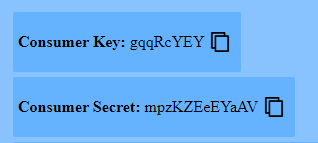 Consumer Key: gqqRcYEY
Consumer Secret: mpzKZEeEYaAV